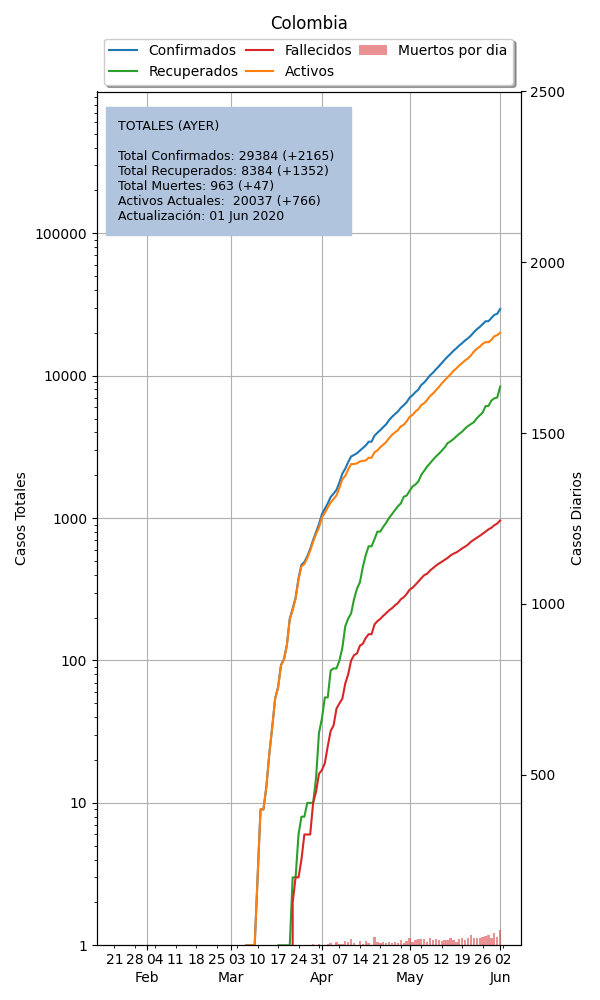 Colombia
Confirmados
Recuperados
Fallecidos
Activos
Muertos por dia
TOTALES (AYER)
Total Confirmados: 29384 (+2165)
Total Recuperados: 8384 (+1352)
Total Muertes: 963 (+47)
Activos Actuales:  20037 (+766)
Actualización: 01 Jun 2020
Casos Totales
100000
10000
1000
100
10
1
Casos Diarios
2500
2000
1500
1000
500
21 28 04 11 18 25 03 10 17 24 31 07 14 21 28 05 12 19 26 02
Feb Mar Apr May Jun